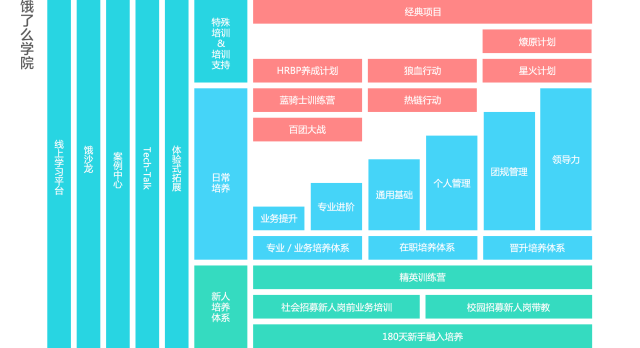 饿了么学院
线上学习平台
饿沙龙
案例中心
Tech-Talk
体验式拓展
特殊
培训
&
培训
支持
经典项目
燎原计划
HRBP养成计划
狼血行动
星火计划
蓝骑士训练营
热链行动
百团大战
日常
培养
业务提升
专业进阶
通用基础
个人管理
团规管理
领导力
专业 / 业务培养体系
在职培养体系
晋升培养体系
新人
培养
体系
精英训练营
社会招募新人岗前业务培训
校园招募新人岗带教
180天新手融入培养